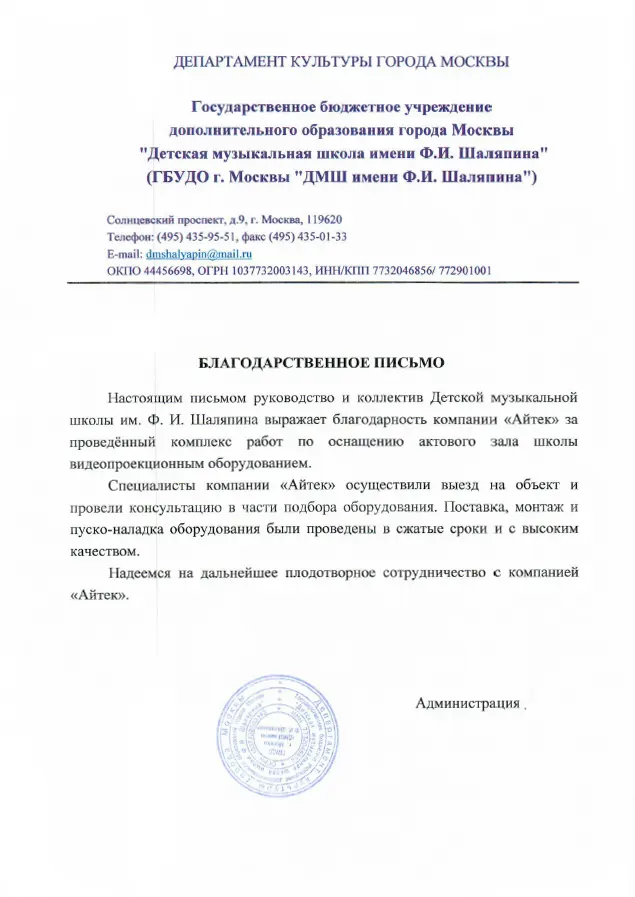 ДЕПАРТАМЕНТ КУЛЬТУРЫ ГОРОДА МОСКВЫ
Государственное бюджетное учреждение
дополнительного образования города Москвы
"Детская музыкальная школа имени Ф.И. Шаляпина"
(ГБУДО г. Москвы "ДМШ имени Ф.И. Шаляпина")
Солнцевский проспект, д.9, г. Москва, 119620
Телефон: (495) 435-95-51, факс (495) 435-01-33
E-mail: dmshalyapin@mail.ru
ОКПО 44456698, ОГРН 1037732003143, ИНН/КПП 7732046856/ 772901001
БЛАГОДАРСТВЕННОЕ ПИСЬМО
Настоящим письмом руководство и коллектив Детской музыкальной
школы им. Ф. И. Шаляпина выражает благодарность компании «Айтек» за
проведённый комплекс работ по оснащению актового зала школы
видеопроекционным оборудованием.
Специалисты компании «Айтек» осуществили выезд на объект и
провели консультацию в части подбора оборудования. Поставка, монтаж и
пуско-наладка оборудования были проведены в сжатые сроки и с высоким
качеством.
Надеемся на дальнейшее плодотворное сотрудничество с компанией
«Айтек».
Администрация